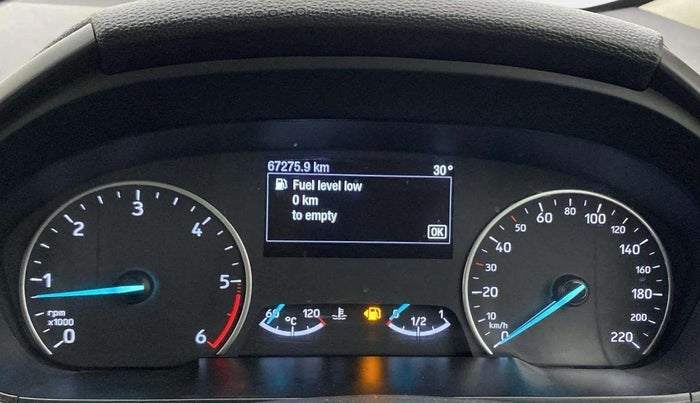 67275.9 km 30°
Fuel level low
0 km
to empty
OK
0 1 2 3 4 5 6
rpm
x1000
60 °C 120
0 1/2 1
0 10 20 30 40 50 60 80 100 120 140 160 180 200 220
km/h